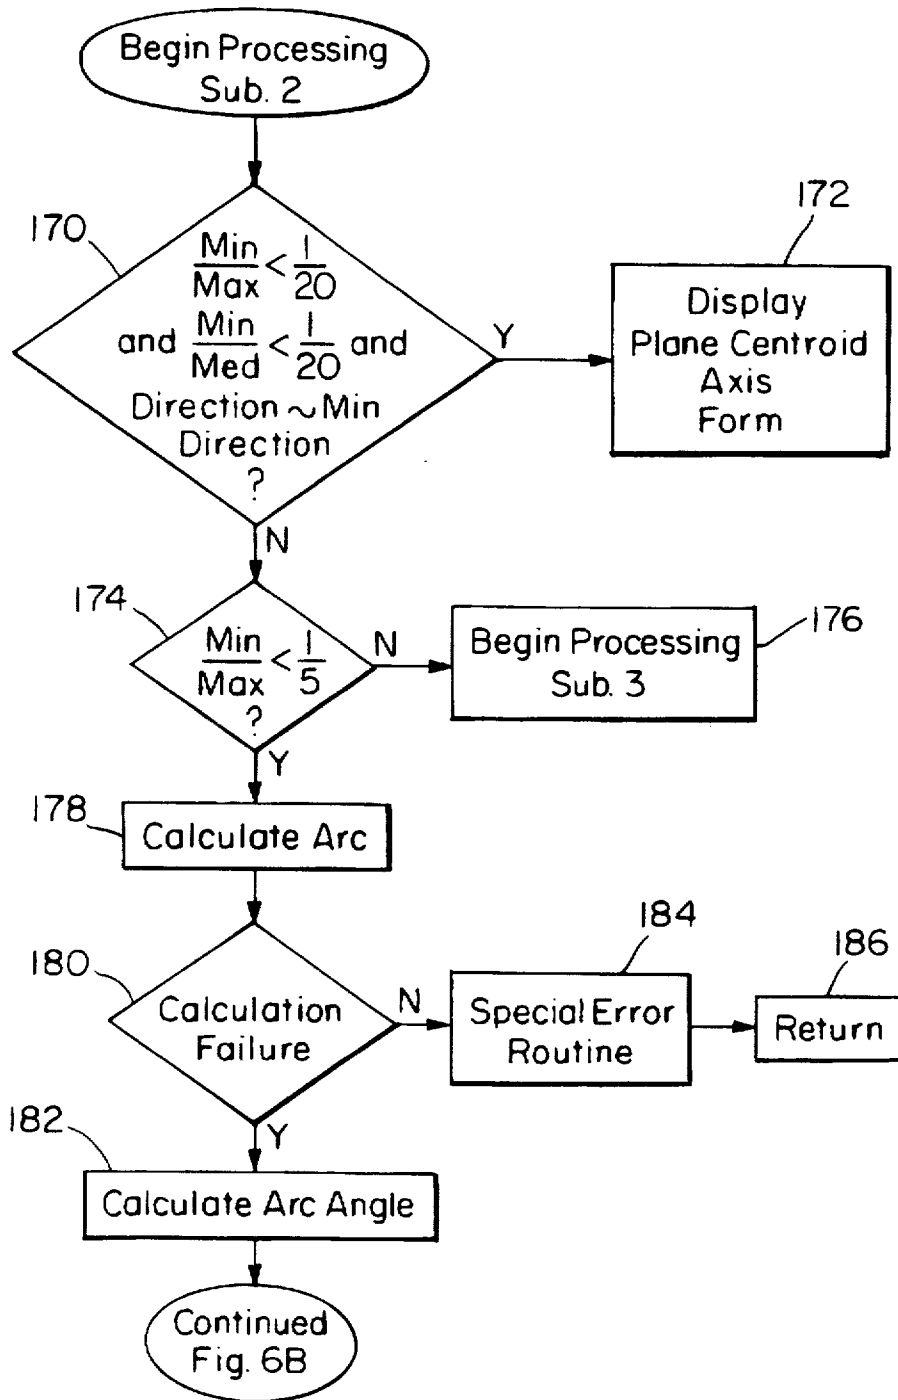 Begin Processing
Sub. 2
170
Min/Max < 1/20
and Min/Med < 1/20 and
Direction ~ Min
Direction
?
Y
172
Display
Plane Centroid
Axis
Form
N
174
Min/Max < 1/5
?
N
Begin Processing
Sub. 3
176
Y
178
Calculate Arc
180
Calculation
Failure
N
184
Special Error
Routine
186
Return
Y
182
Calculate Arc Angle
Continued
Fig. 6B